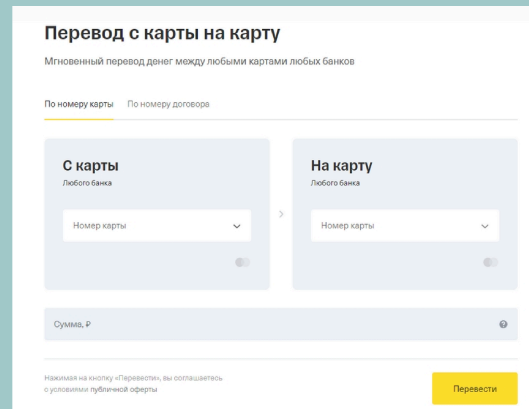 Перевод с карты на карту
Мгновенный перевод денег между любыми картами любых банков
По номеру карты По номеру договора
С карты
Любого банка
Номер карты
На карту
Любого банка
Номер карты
Сумма, ₽
Нажимая на кнопку «Перевести», вы соглашаетесь
с условиями публичной оферты
Перевести